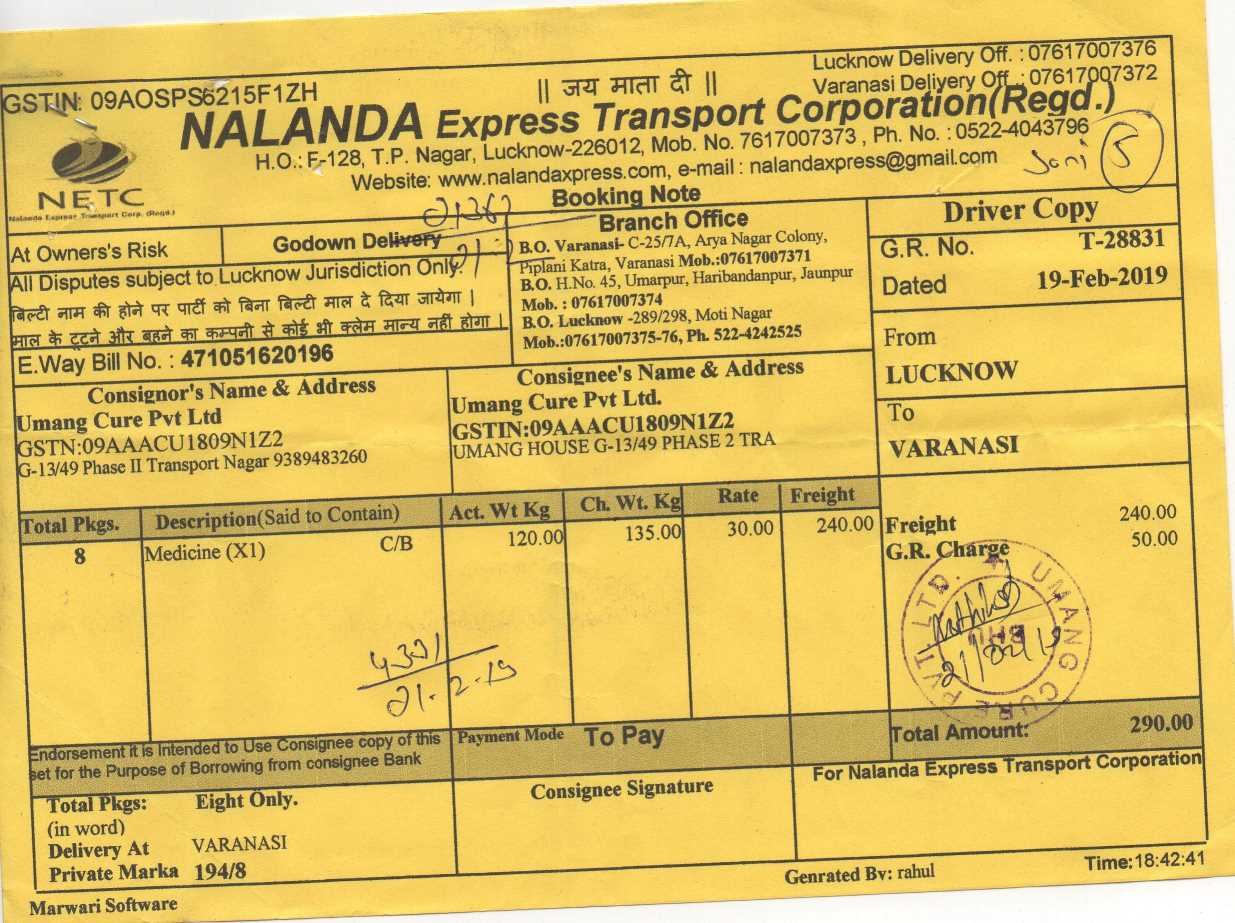 GSTIN: 09AOSPS6215F1ZH
|| जय माता दी ||
Lucknow Delivery Off. : 07617007376
Varanasi Delivery Off. : 07617007372
NALANDA Express Transport Corporation(Regd.)
H.O.: F-128, T.P. Nagar, Lucknow-226012, Mob. No. 7617007373 , Ph. No. : 0522-4043796
Website: www.nalandaxpress.com, e-mail : nalandaxpress@gmail.com
NETC
Nalanda Express Transport Corp. (Regd.)
5
Booking Note
Driver Copy
At Owners's Risk
Godown Delivery
All Disputes subject to Lucknow Jurisdiction Only.
बिल्टी नाम की होने पर पार्टी को बिना बिल्टी माल दे दिया जायेगा |
माल के टूटने और बहने का कम्पनी से कोई भी क्लेम मान्य नहीं होगा |
E.Way Bill No. : 471051620196
Branch Office
B.O. Varanasi- C-25/7A, Arya Nagar Colony,
Piplani Katra, Varanasi Mob.:07617007371
B.O. H.No. 45, Umarpur, Haribandanpur, Jaunpur
Mob. : 07617007374
B.O. Lucknow -289/298, Moti Nagar
Mob.:07617007375-76, Ph. 522-4242525
G.R. No. T-28831
Dated 19-Feb-2019
From
LUCKNOW
To
VARANASI
Consignor's Name & Address
Umang Cure Pvt Ltd
GSTN:09AAACU1809N1Z2
G-13/49 Phase II Transport Nagar 9389483260
Consignee's Name & Address
Umang Cure Pvt Ltd.
GSTIN:09AAACU1809N1Z2
UMANG HOUSE G-13/49 PHASE 2 TRA
Total Pkgs. Description(Said to Contain) Act. Wt Kg Ch. Wt. Kg Rate Freight
8 Medicine (X1) C/B 120.00 135.00 30.00 240.00
Freight 240.00
G.R. Charge 50.00
UMANG CURE PVT LTD.
BHU
21/02/19
4331
21-2-19
Total Amount: 290.00
Endorsement it is Intended to Use Consignee copy of this
set for the Purpose of Borrowing from consignee Bank
Payment Mode To Pay
Total Pkgs: Eight Only.
(in word)
Delivery At VARANASI
Private Marka 194/8
Consignee Signature
For Nalanda Express Transport Corporation
Genrated By: rahul
Time:18:42:41
Marwari Software